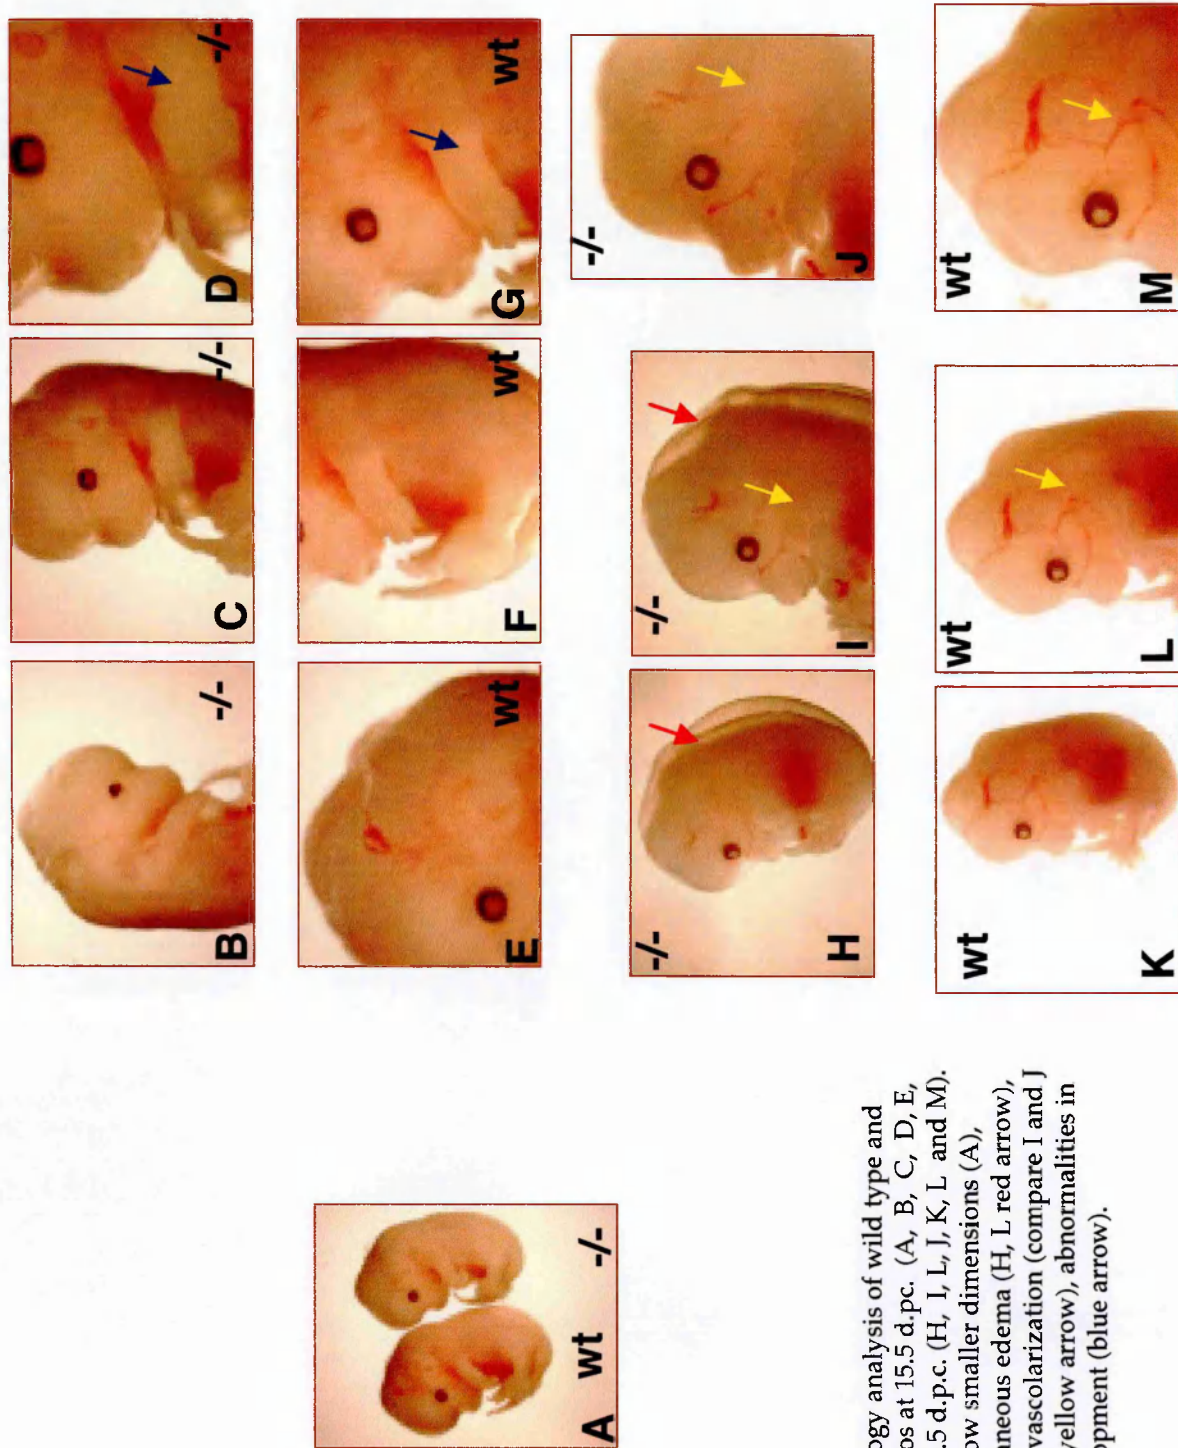 A wt -/-
B -/-
C -/-
D -/-
E wt
F wt
G wt
-/- H
-/- I
-/- J
wt K
wt L
wt M
ogy analysis of wild type and
os at 15.5 d.pc. (A, B, C, D, E,
.5 d.p.c. (H, I, L, J, K, L and M).
ow smaller dimensions (A),
aneous edema (H, L red arrow),
vascolarization (compare I and J
yellow arrow), abnormalities in
opment (blue arrow).